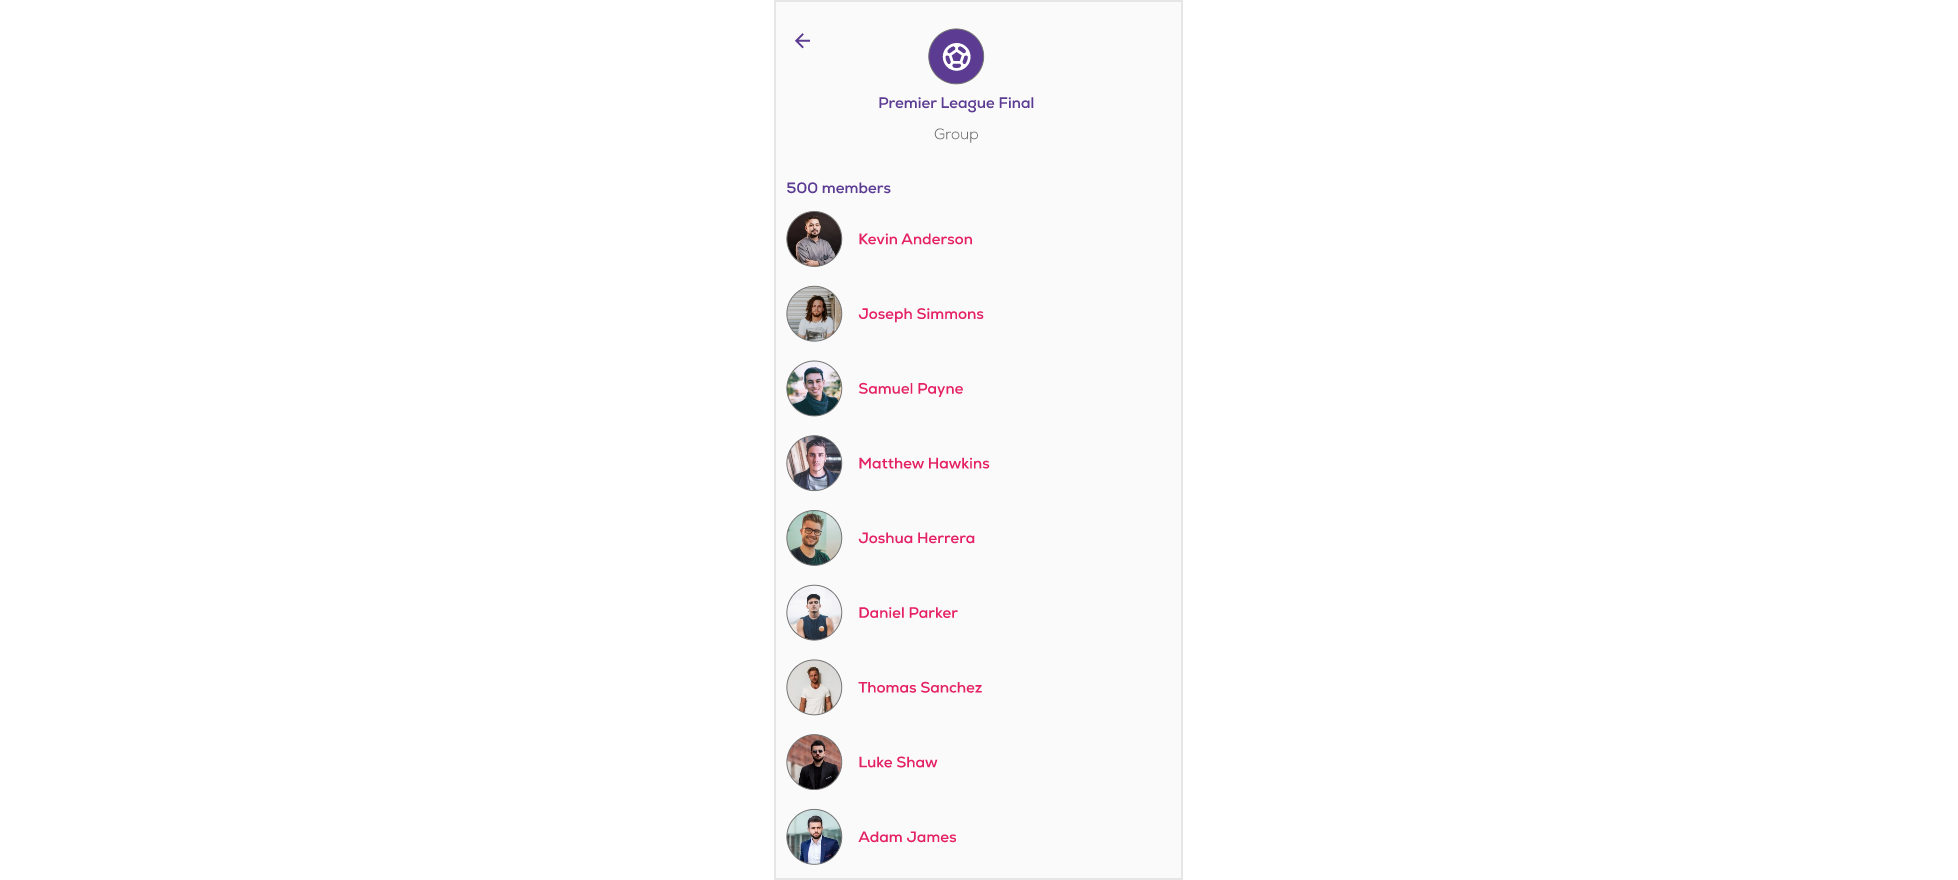 Premier League Final
Group
500 members
Kevin Anderson
Joseph Simmons
Samuel Payne
Matthew Hawkins
Joshua Herrera
Daniel Parker
Thomas Sanchez
Luke Shaw
Adam James